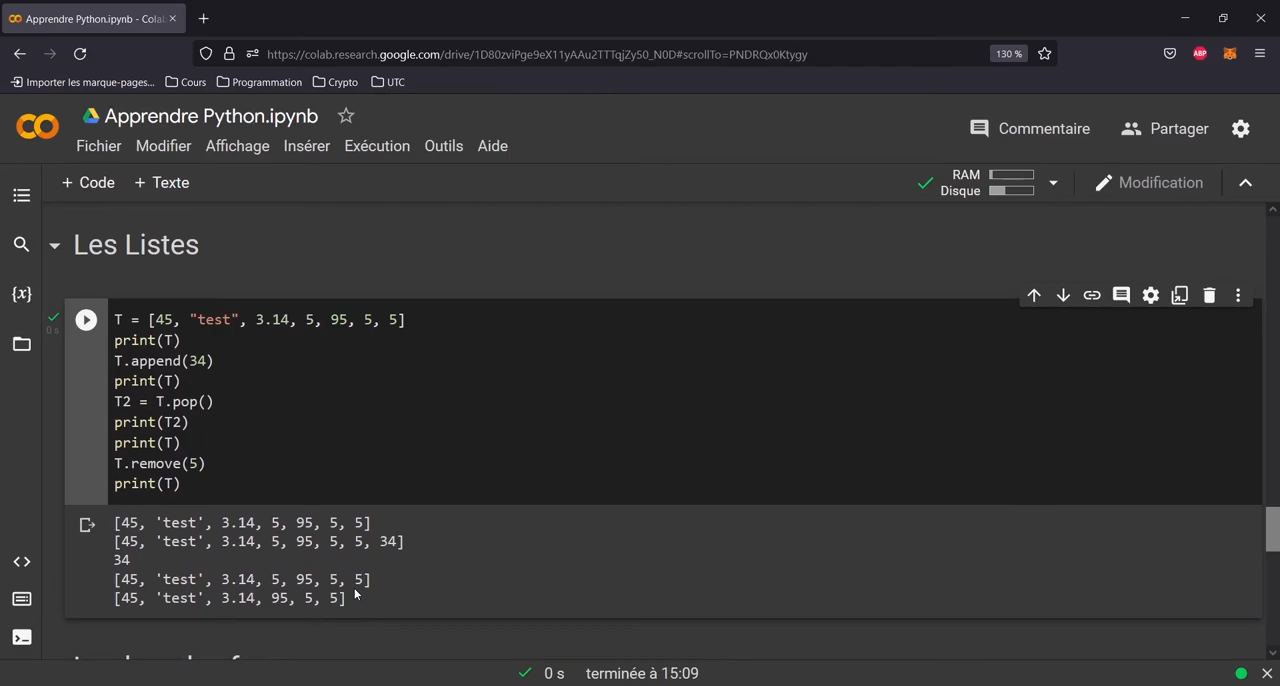 Apprendre Python.ipynb - Cola
https://colab.research.google.com/drive/1D80zviPge9eX11yAAu2TTTqjZy50_N0D#scrollTo=PNDRQx0Ktygy
130 %
ABP
Importer les marque-pages...
Cours
Programmation
Crypto
UTC
Apprendre Python.ipynb
Commentaire
Partager
Fichier
Modifier
Affichage
Insérer
Exécution
Outils
Aide
+ Code
+ Texte
RAM
Disque
Modification
Les Listes
0 s
T = [45, "test", 3.14, 5, 95, 5, 5]
print(T)
T.append(34)
print(T)
T2 = T.pop()
print(T2)
print(T)
T.remove(5)
print(T)
[45, 'test', 3.14, 5, 95, 5, 5]
[45, 'test', 3.14, 5, 95, 5, 5, 34]
34
[45, 'test', 3.14, 5, 95, 5, 5]
[45, 'test', 3.14, 95, 5, 5]
0 s terminée à 15:09